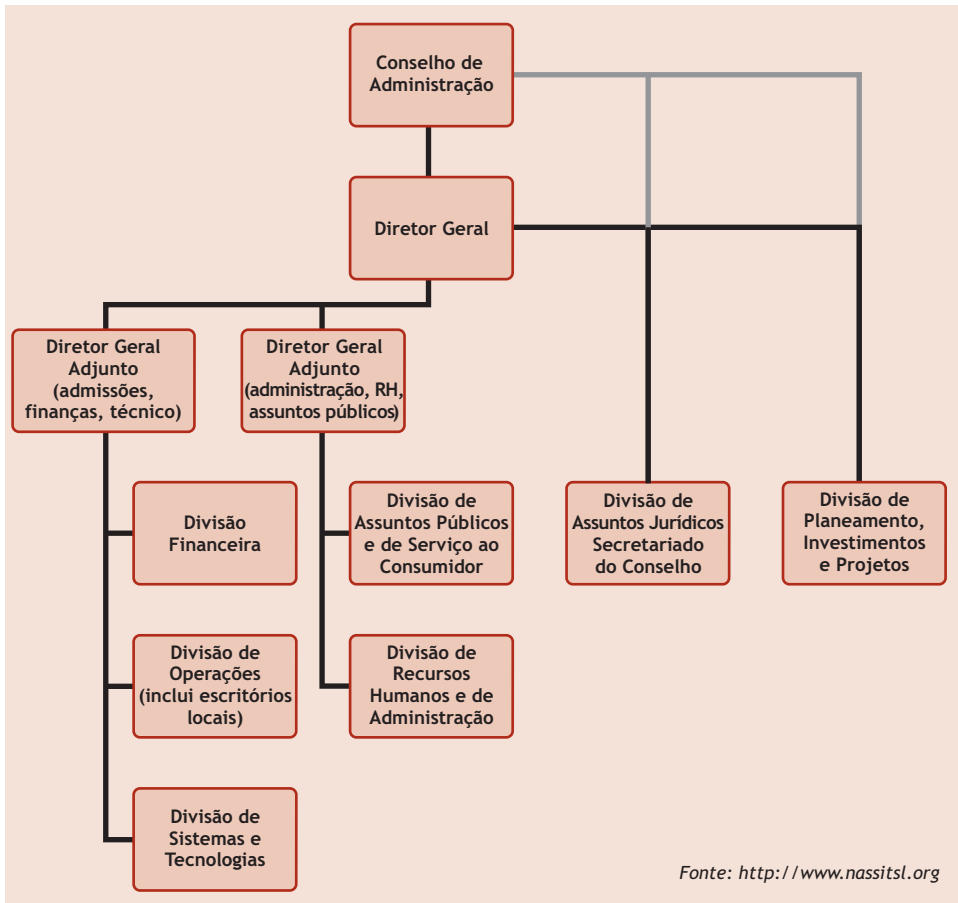 Conselho de
Administração
Diretor Geral
Diretor Geral
Adjunto
(admissões,
finanças, técnico)
Diretor Geral
Adjunto
(administração, RH,
assuntos públicos)
Divisão
Financeira
Divisão de
Assuntos Públicos
e de Serviço ao
Consumidor
Divisão de
Assuntos Jurídicos
Secretariado
do Conselho
Divisão de
Planeamento,
Investimentos
e Projetos
Divisão de
Operações
(inclui escritórios
locais)
Divisão de
Recursos
Humanos e de
Administração
Divisão de
Sistemas e
Tecnologias
Fonte: http://www.nassitsl.org